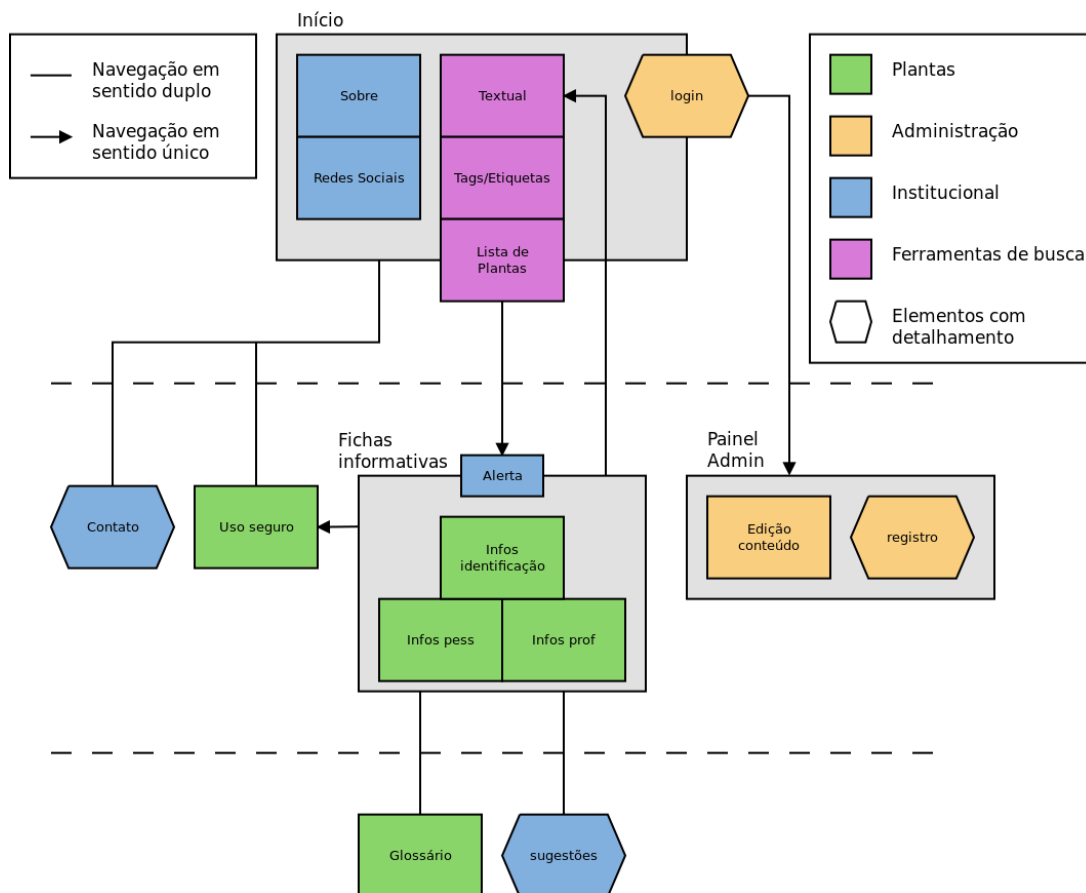 Início
Navegação em
sentido duplo
Navegação em
sentido único
Sobre
Textual
login
Redes Sociais
Tags/Etiquetas
Lista de
Plantas
Plantas
Administração
Institucional
Ferramentas de busca
Elementos com
detalhamento
Fichas
informativas
Painel
Admin
Alerta
Contato
Uso seguro
Infos
identificação
Infos pess
Infos prof
Edição
conteúdo
registro
Glossário
sugestões